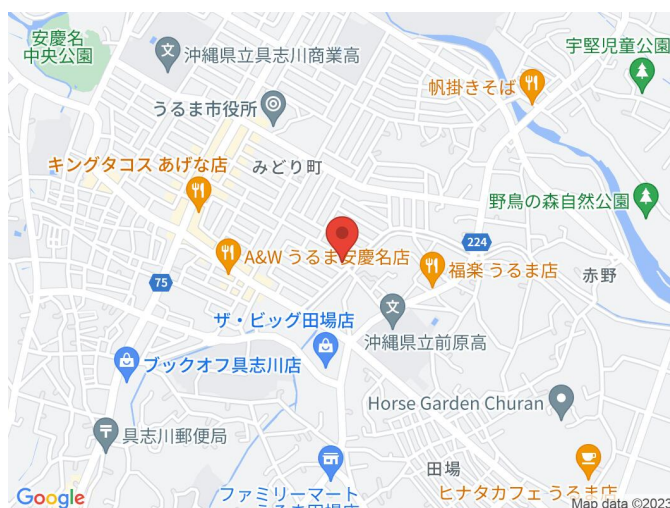 安慶名
中央公園
沖縄県立具志川商業高
宇堅児童公園
帆掛きそば
うるま市役所
みどり町
キングタコス あげな店
野鳥の森自然公園
224
A&W うるま安慶名店
福楽 うるま店
赤野
75
ザ・ビッグ田場店
沖縄県立前原高
ブックオフ具志川店
Horse Garden Churan
具志川郵便局
田場
ファミリーマート
うるま田場店
ヒナタカフェ うるま店
Google
Map data ©2023